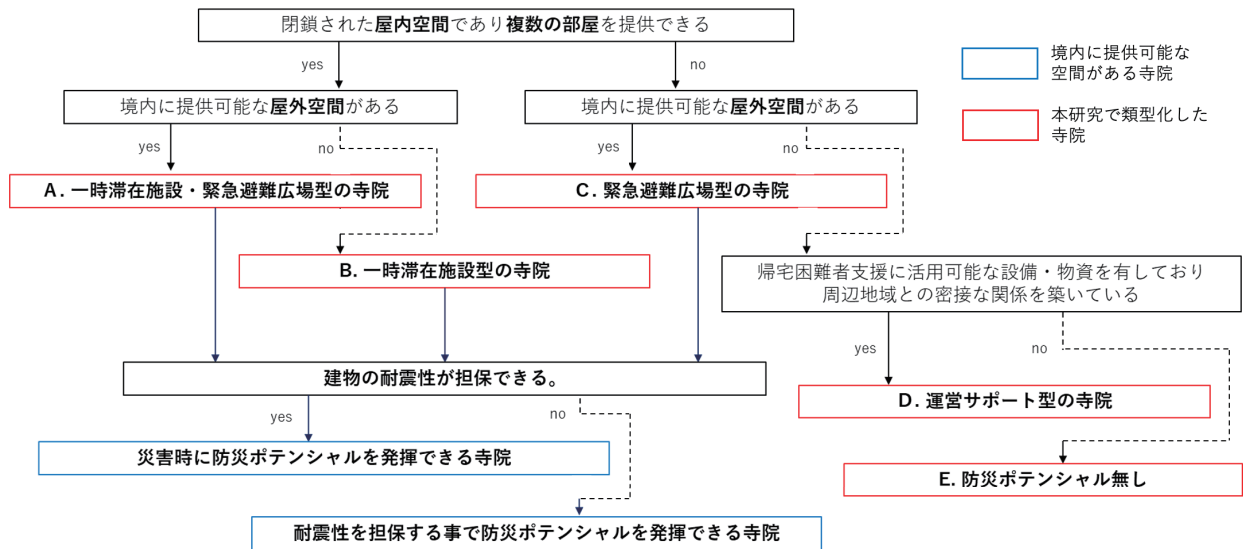 閉鎖された屋内空間であり複数の部屋を提供できる
yes
no
境内に提供可能な
空間がある寺院
本研究で類型化した
寺院
境内に提供可能な屋外空間がある
境内に提供可能な屋外空間がある
yes
no
yes
no
A. 一時滞在施設・緊急避難広場型の寺院
C. 緊急避難広場型の寺院
B. 一時滞在施設型の寺院
帰宅困難者支援に活用可能な設備・物資を有しており
周辺地域との密接な関係を築いている
yes
no
建物の耐震性が担保できる。
D. 運営サポート型の寺院
yes
no
災害時に防災ポテンシャルを発揮できる寺院
E. 防災ポテンシャル無し
耐震性を担保する事で防災ポテンシャルを発揮できる寺院